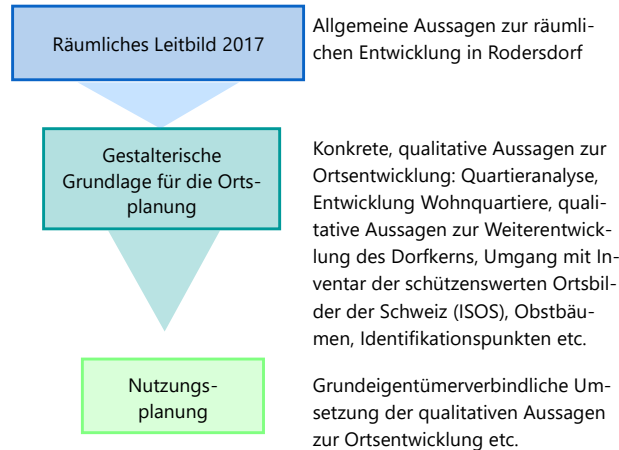 Räumliches Leitbild 2017
Allgemeine Aussagen zur räumli-
chen Entwicklung in Rodersdorf
Gestalterische
Grundlage für die Orts-
planung
Konkrete, qualitative Aussagen zur
Ortsentwicklung: Quartieranalyse,
Entwicklung Wohnquartiere, quali-
tative Aussagen zur Weiterentwick-
lung des Dorfkerns, Umgang mit In-
ventar der schützenswerten Ortsbil-
der der Schweiz (ISOS), Obstbäu-
men, Identifikationspunkten etc.
Nutzungs-
planung
Grundeigentümerverbindliche Um-
setzung der qualitativen Aussagen
zur Ortsentwicklung etc.